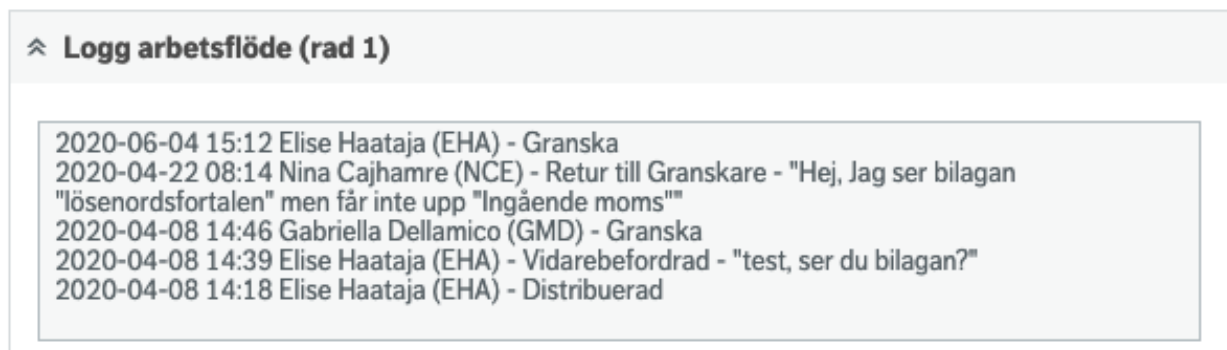 Logg arbetsflöde (rad 1)
2020-06-04 15:12 Elise Haataja (EHA) - Granska
2020-04-22 08:14 Nina Cajhamre (NCE) - Retur till Granskare - "Hej, Jag ser bilagan
"lösenordsfortalen" men får inte upp "Ingående moms""
2020-04-08 14:46 Gabriella Dellamico (GMD) - Granska
2020-04-08 14:39 Elise Haataja (EHA) - Vidarebefordrad - "test, ser du bilagan?"
2020-04-08 14:18 Elise Haataja (EHA) - Distribuerad